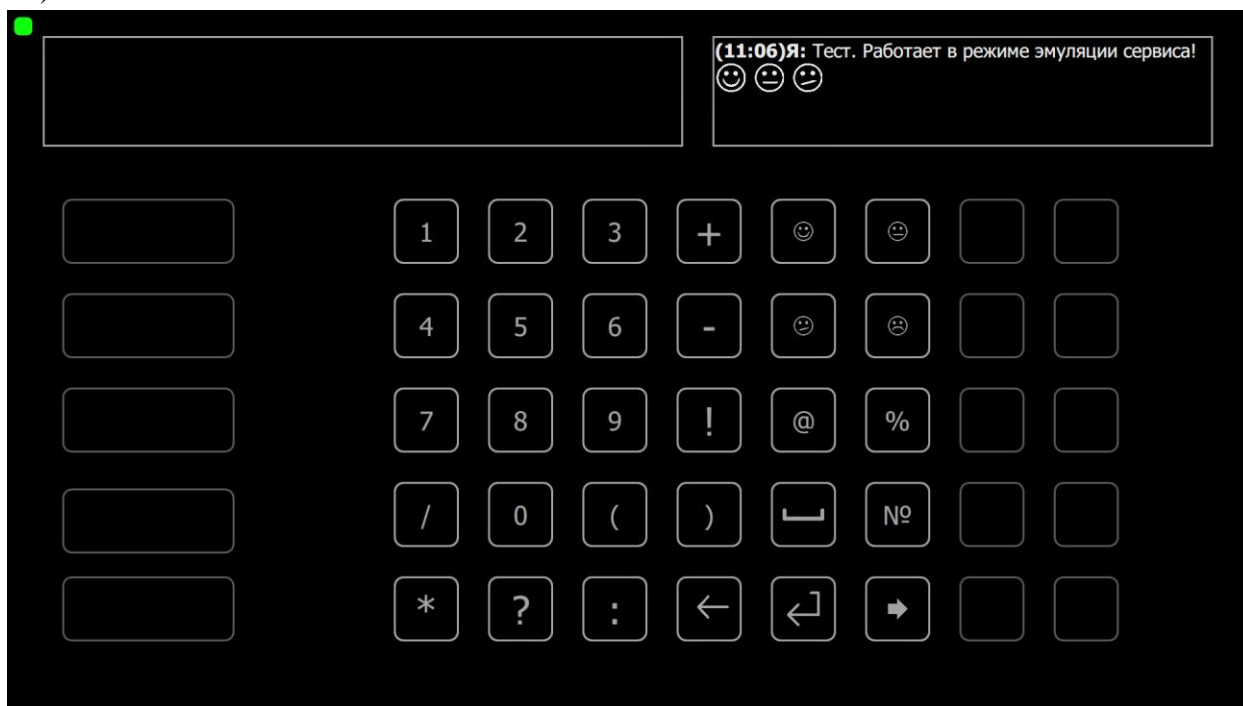 )
(11:06)Я: Тест. Работает в режиме эмуляции сервиса!
☺ 😐 🫤
1 2 3 + ☺ 😐
4 5 6 - 🫤 ☹
7 8 9 ! @ %
/ 0 ( ) ⎵ №
* ? : ← ↵ ➡